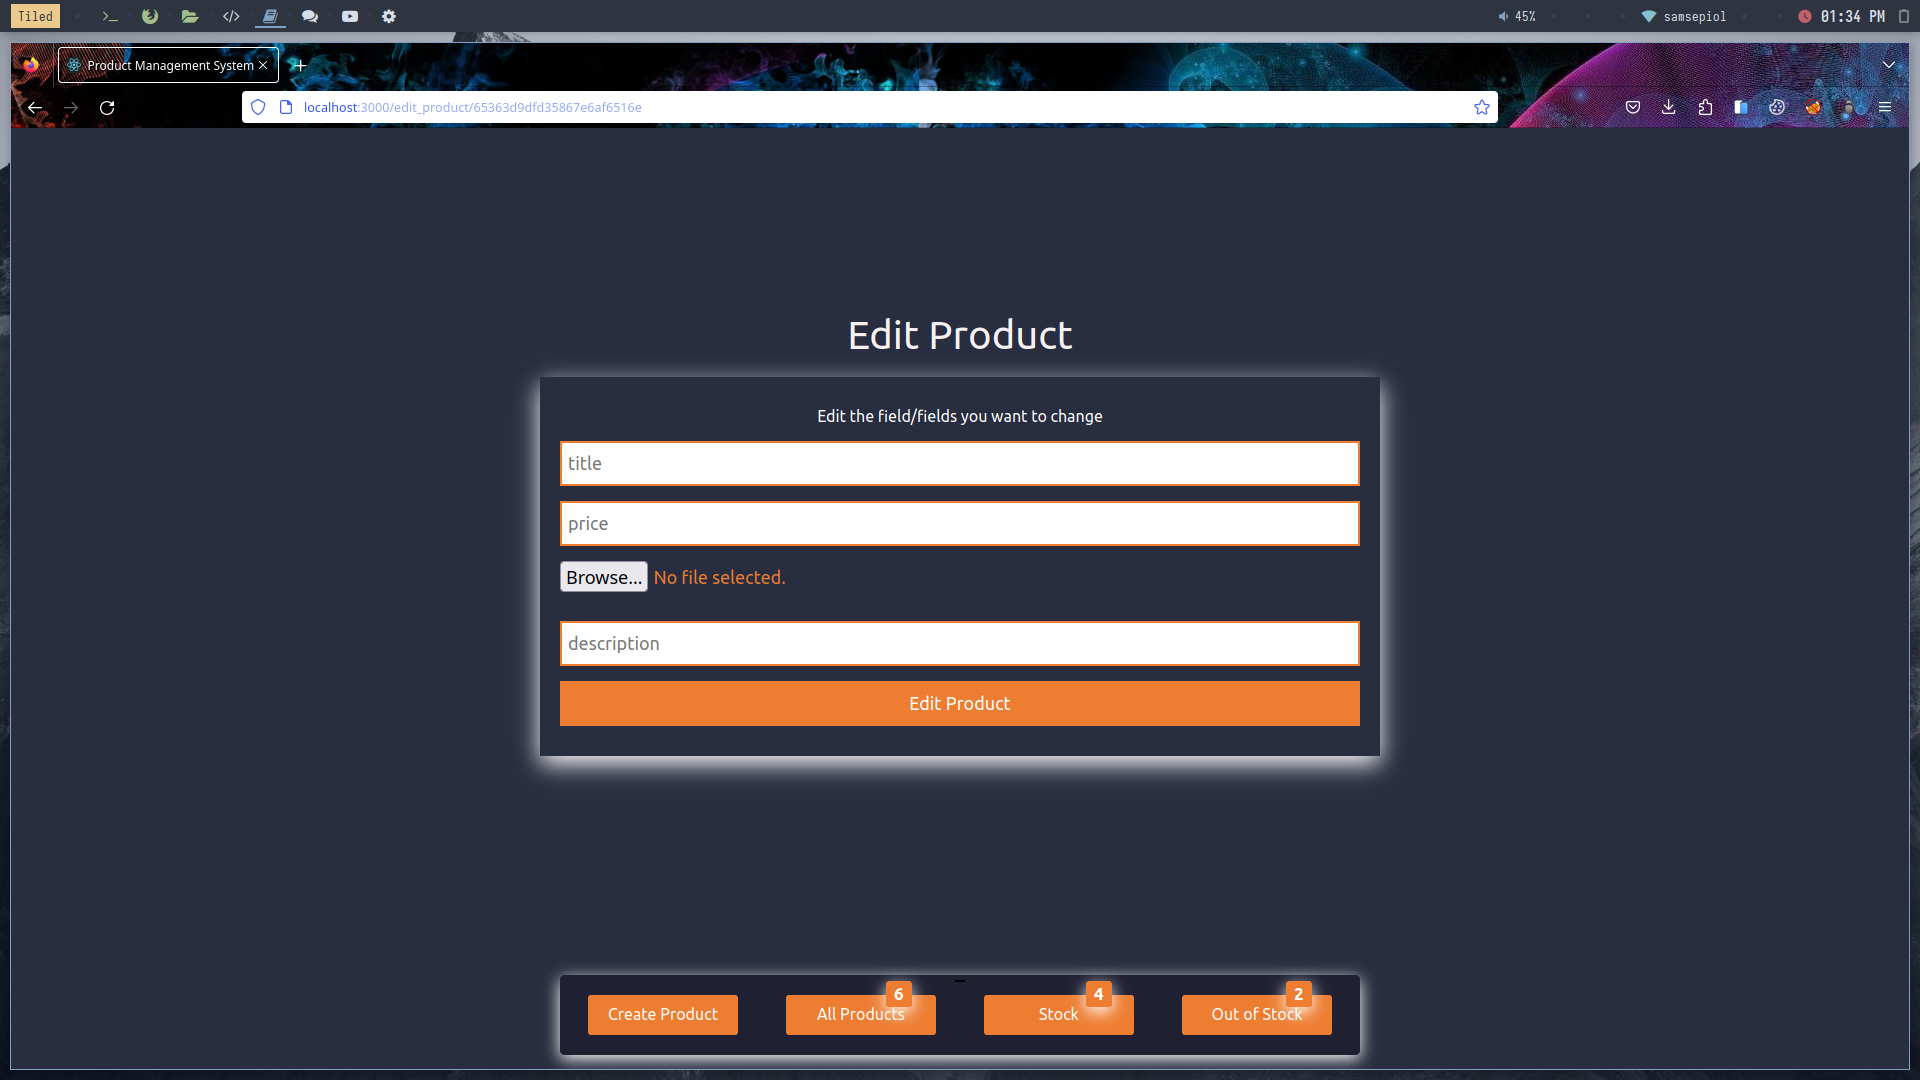 Tiled
45%
samsepiol
01:34 PM
Product Management System
localhost:3000/edit_product/65363d9dfd35867e6af6516e
Edit Product
Edit the field/fields you want to change
title
price
Browse... No file selected.
description
Edit Product
Create Product
All Products 6
Stock 4
Out of Stock 2